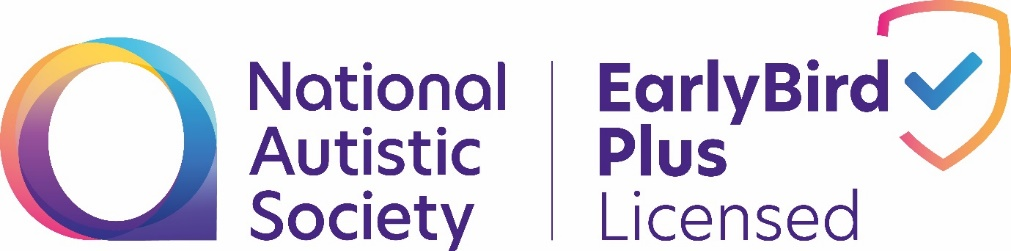 National
Autistic
Society
EarlyBird
Plus
Licensed